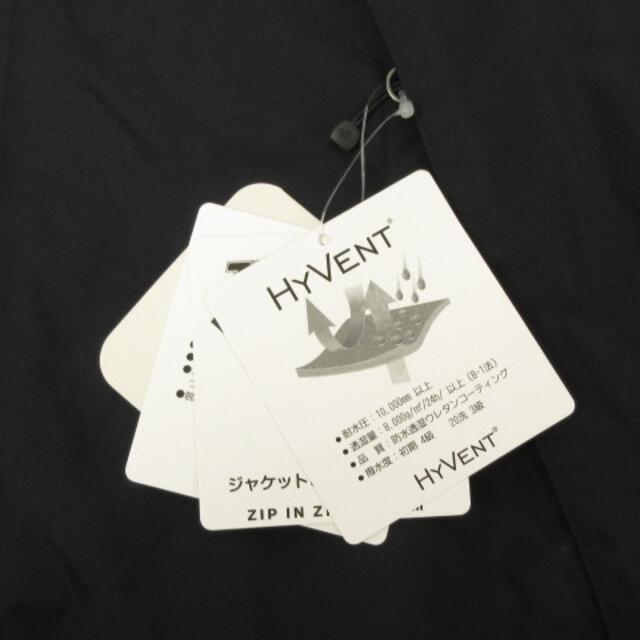 HYVENT®
●耐水圧：10,000mm 以上
●透湿量：8,000g/㎡/24h/ 以上 (B-1法)
●品 質：防水透湿ウレタンコーティング
●撥水度：初期 4級 20洗 3級
HYVENT®
ジャケット
ZIP IN Z